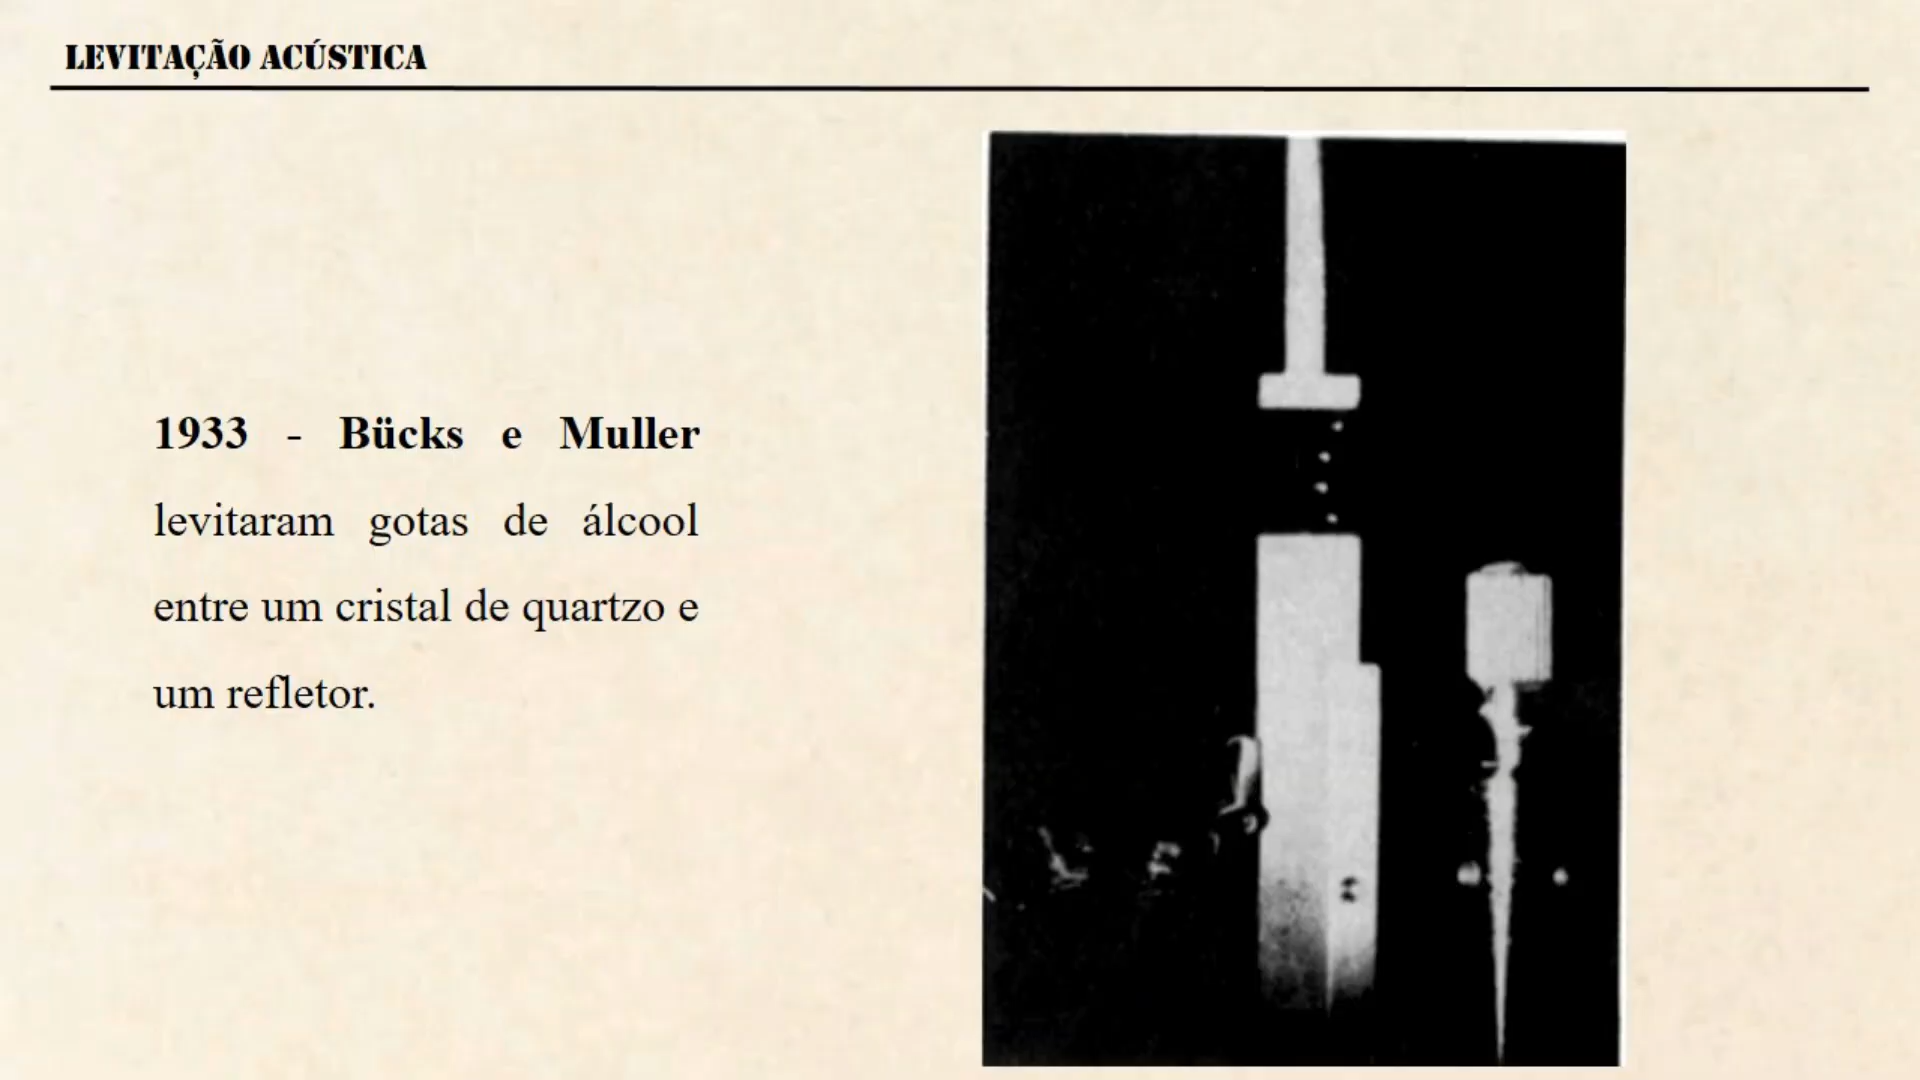 LEVITAÇÃO ACÚSTICA
1933 - Bücks e Muller
levitaram gotas de álcool
entre um cristal de quartzo e
um refletor.